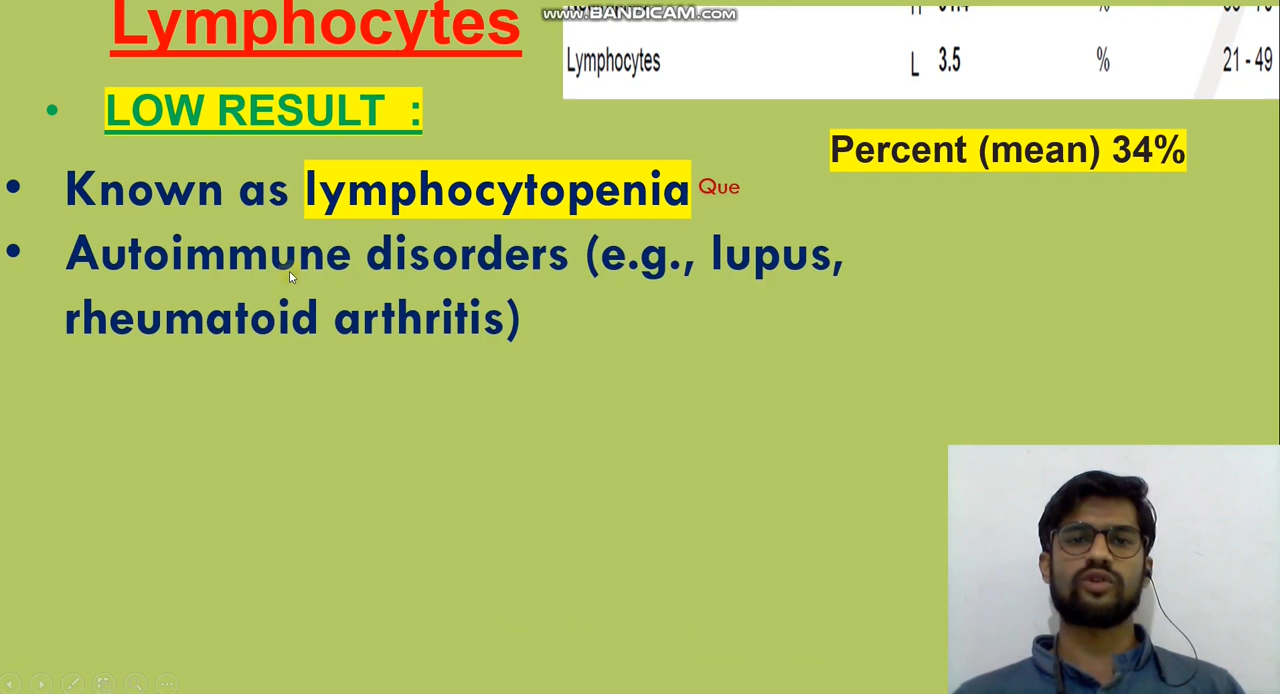 www.BANDICAM.com
Lymphocytes
Lymphocytes L 3.5 % 21 - 49
LOW RESULT :
Percent (mean) 34%
Known as lymphocytopenia Que
Autoimmune disorders (e.g., lupus,
rheumatoid arthritis)